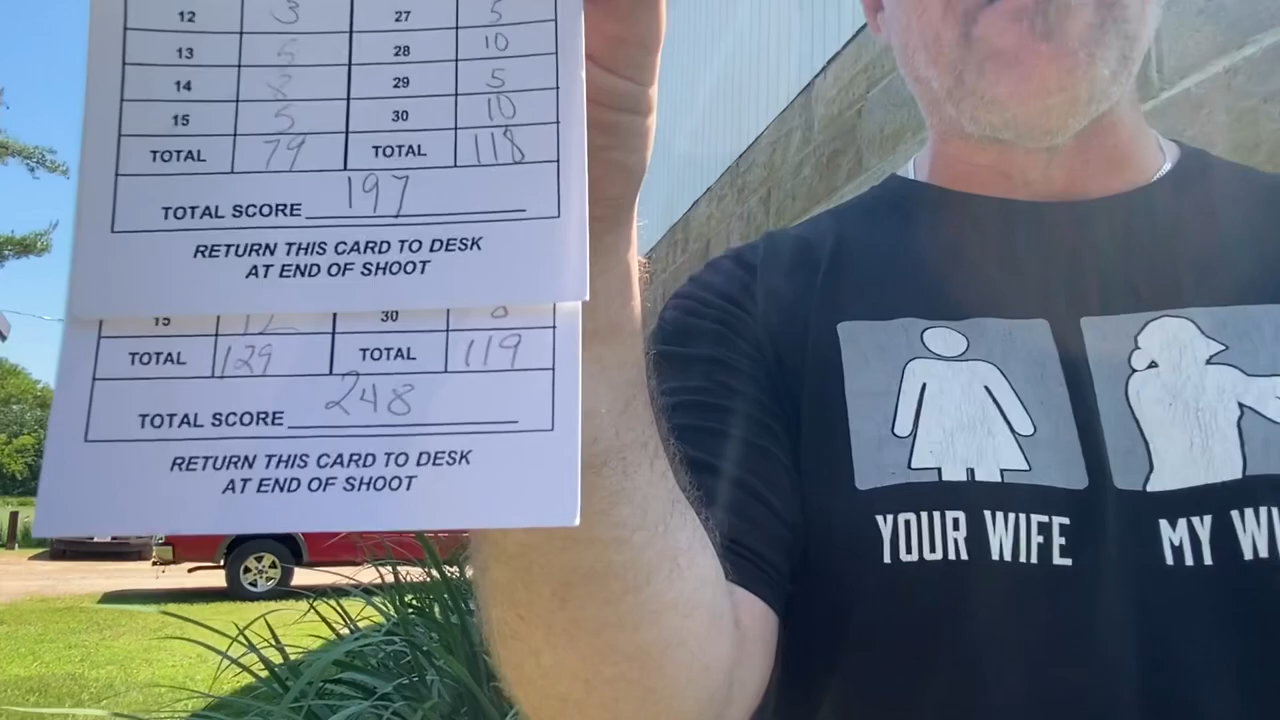 12 3 27 5
13 5 28 10
14 29 5
15 5 30 10
TOTAL 79 TOTAL 118
TOTAL SCORE 197
RETURN THIS CARD TO DESK
AT END OF SHOOT
15 12 30 8
TOTAL 129 TOTAL 119
TOTAL SCORE 248
RETURN THIS CARD TO DESK
AT END OF SHOOT
YOUR WIFE
MY WI